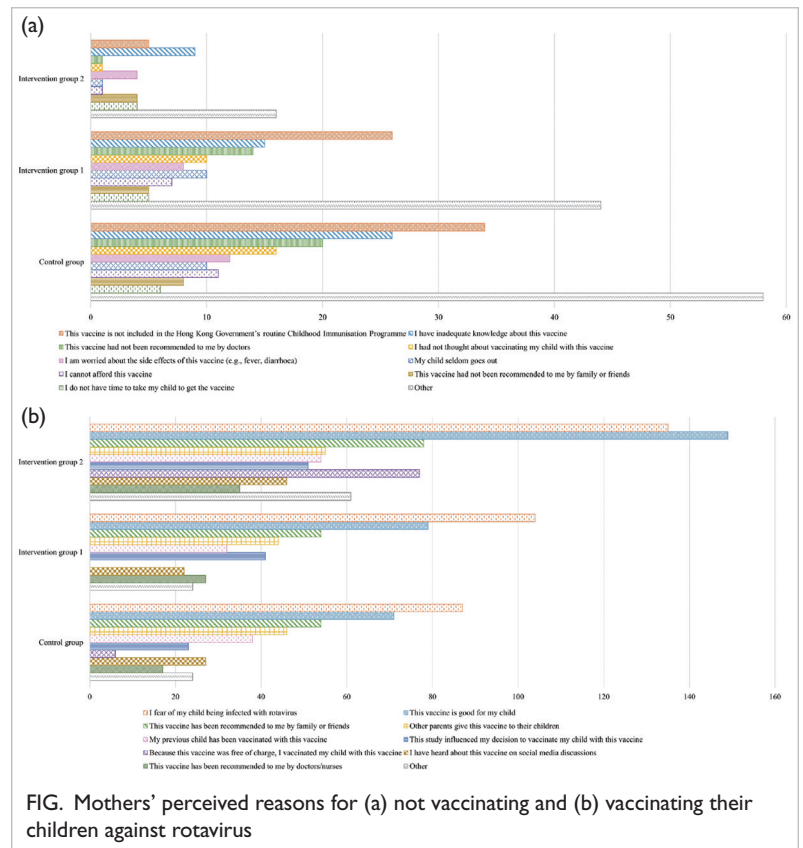 (a)
Intervention group 2
Intervention group 1
Control group
0 10 20 30 40 50 60
This vaccine is not included in the Hong Kong Government's routine Childhood Immunisation Programme
I have inadequate knowledge about this vaccine
This vaccine had not been recommended to me by doctors
I had not thought about vaccinating my child with this vaccine
I am worried about the side effects of this vaccine (e.g., fever, diarrhoea)
My child seldom goes out
I cannot afford this vaccine
This vaccine had not been recommended to me by family or friends
I do not have time to take my child to get the vaccine
Other
(b)
Intervention group 2
Intervention group 1
Control group
0 20 40 60 80 100 120 140 160
I fear of my child being infected with rotavirus
This vaccine is good for my child
This vaccine has been recommended to me by family or friends
Other parents give this vaccine to their children
My previous child has been vaccinated with this vaccine
This study influenced my decision to vaccinate my child with this vaccine
Because this vaccine was free of charge, I vaccinated my child with this vaccine
I have heard about this vaccine on social media discussions
This vaccine has been recommended to me by doctors/nurses
Other
FIG. Mothers' perceived reasons for (a) not vaccinating and (b) vaccinating their
children against rotavirus